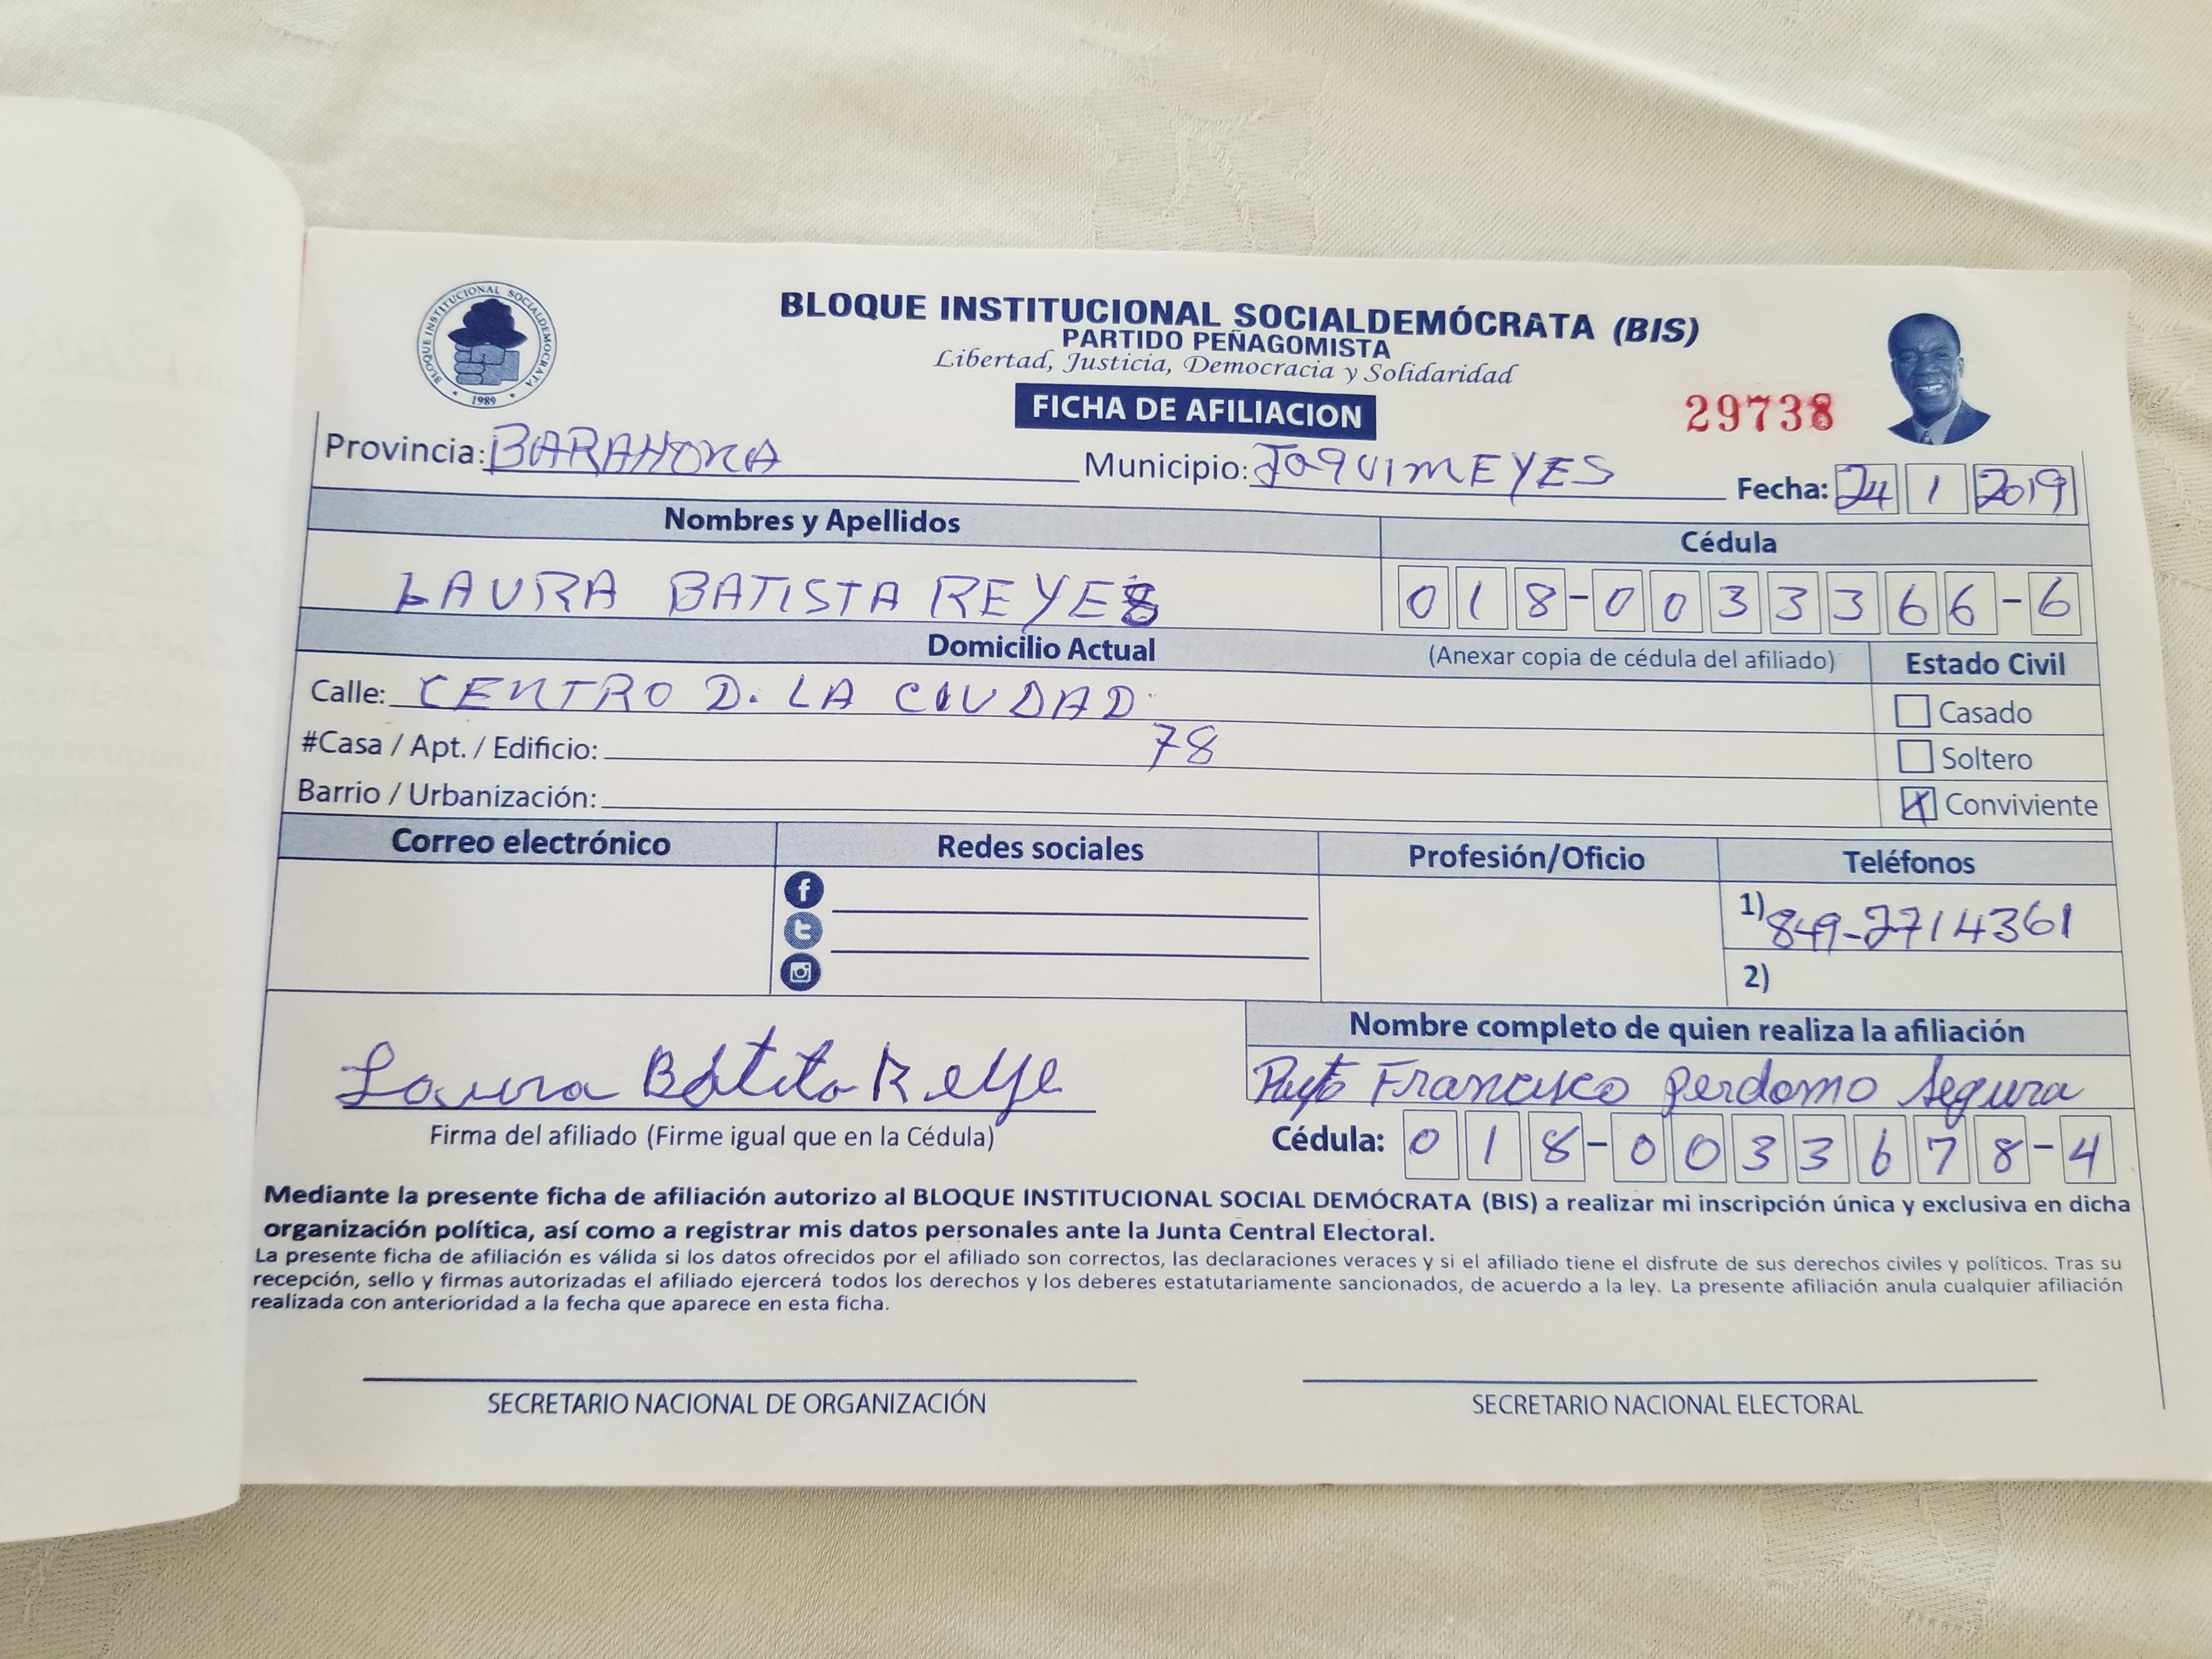 BLOQUE INSTITUCIONAL SOCIALDEMOCRATA
1989
BLOQUE INSTITUCIONAL SOCIALDEMÓCRATA (BIS)
PARTIDO PEÑAGOMISTA
Libertad, Justicia, Democracia y Solidaridad
FICHA DE AFILIACION
29738
Provincia: BARAHONA Municipio: JAQUIMEYES Fecha: 24 1 2019
Nombres y Apellidos Cédula
LAURA BATISTA REYES 018-0033366-6
Domicilio Actual (Anexar copia de cédula del afiliado) Estado Civil
Calle: CENTRO D. LA CIUDAD Casado
#Casa / Apt. / Edificio: 78 Soltero
Barrio / Urbanización: X Conviviente
Correo electrónico Redes sociales Profesión/Oficio Teléfonos
1) 849-2714361
2)
Nombre completo de quien realiza la afiliación
Francisco Perdomo Segura
Laura Batita Reye
Firma del afiliado (Firme igual que en la Cédula) Cédula: 018-0033678-4
Mediante la presente ficha de afiliación autorizo al BLOQUE INSTITUCIONAL SOCIAL DEMÓCRATA (BIS) a realizar mi inscripción única y exclusiva en dicha
organización política, así como a registrar mis datos personales ante la Junta Central Electoral.
La presente ficha de afiliación es válida si los datos ofrecidos por el afiliado son correctos, las declaraciones veraces y si el afiliado tiene el disfrute de sus derechos civiles y políticos. Tras su
recepción, sello y firmas autorizadas el afiliado ejercerá todos los derechos y los deberes estatutariamente sancionados, de acuerdo a la ley. La presente afiliación anula cualquier afiliación
realizada con anterioridad a la fecha que aparece en esta ficha.
SECRETARIO NACIONAL DE ORGANIZACIÓN SECRETARIO NACIONAL ELECTORAL